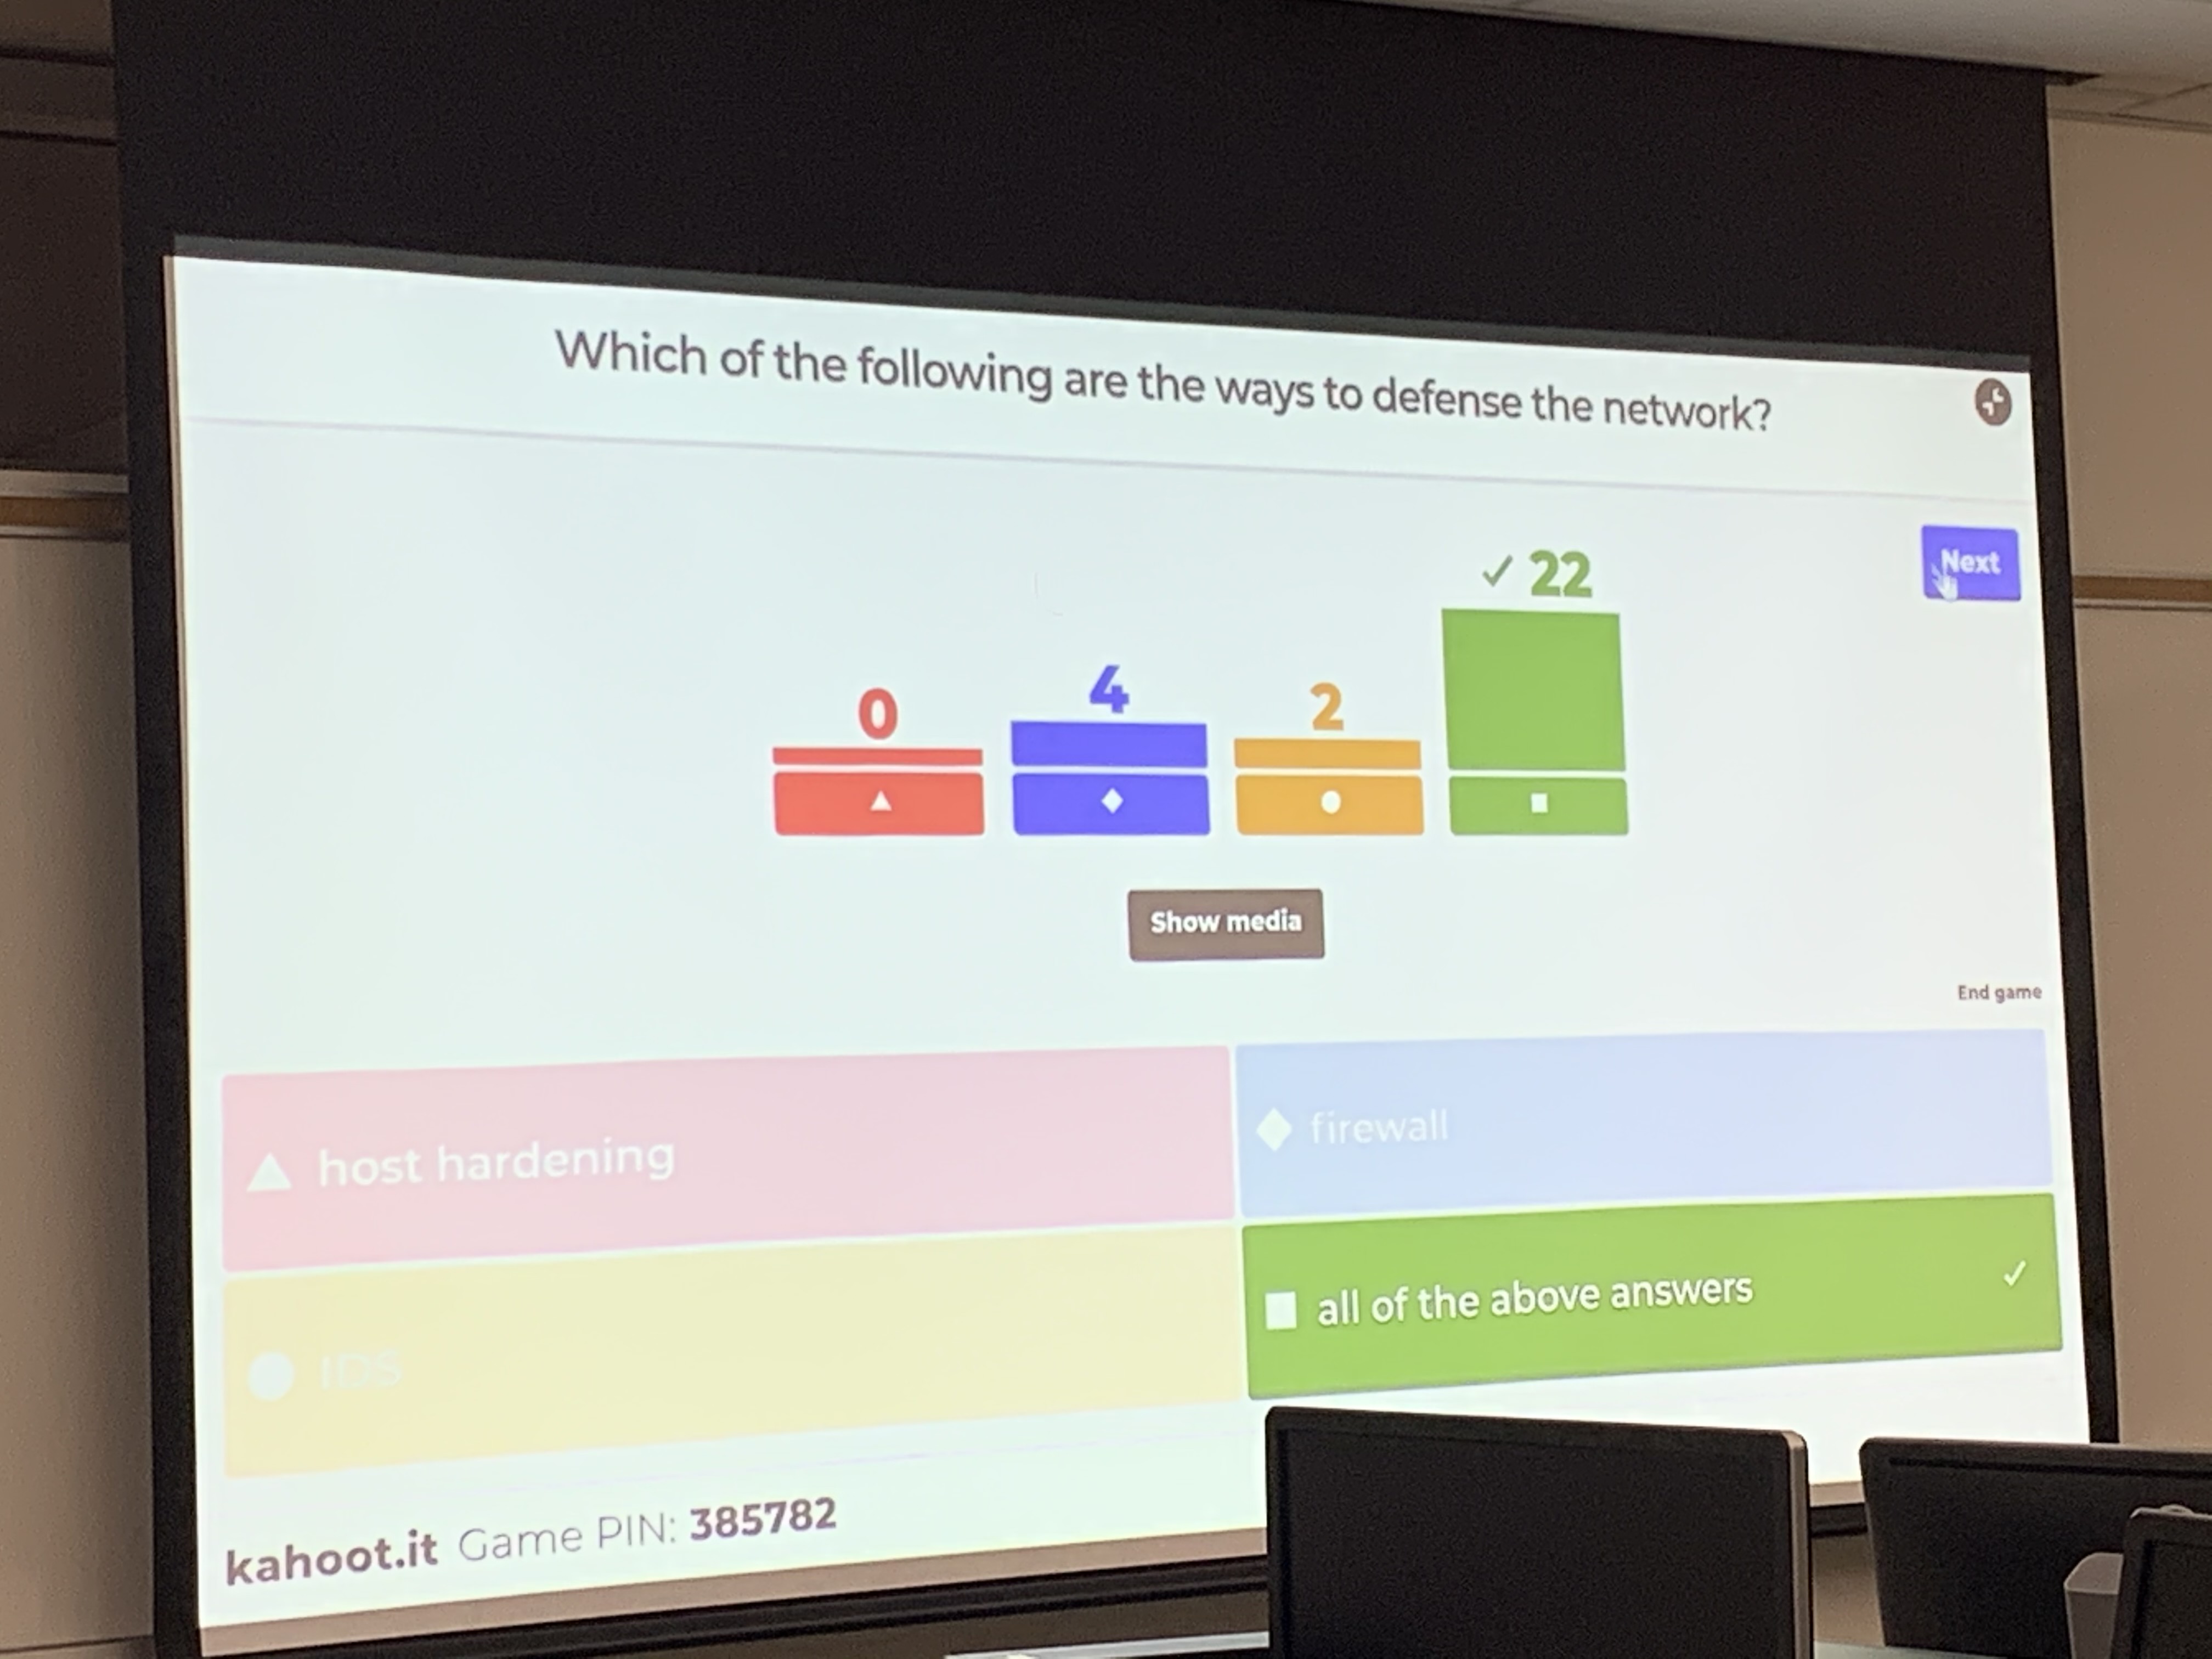 Which of the following are the ways to defense the network?
Next
✓ 22
0
4
2
Show media
End game
host hardening
firewall
IDS
all of the above answers ✓
kahoot.it Game PIN: 385782